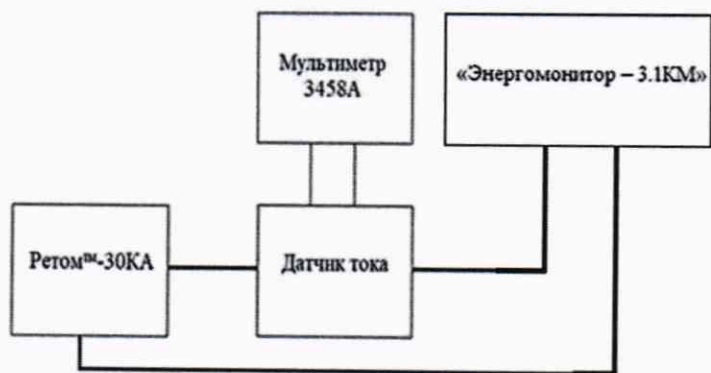 Мультиметр
3458А
«Энергомонитор – 3.1КМ»
Ретом™-30КА
Датчик тока